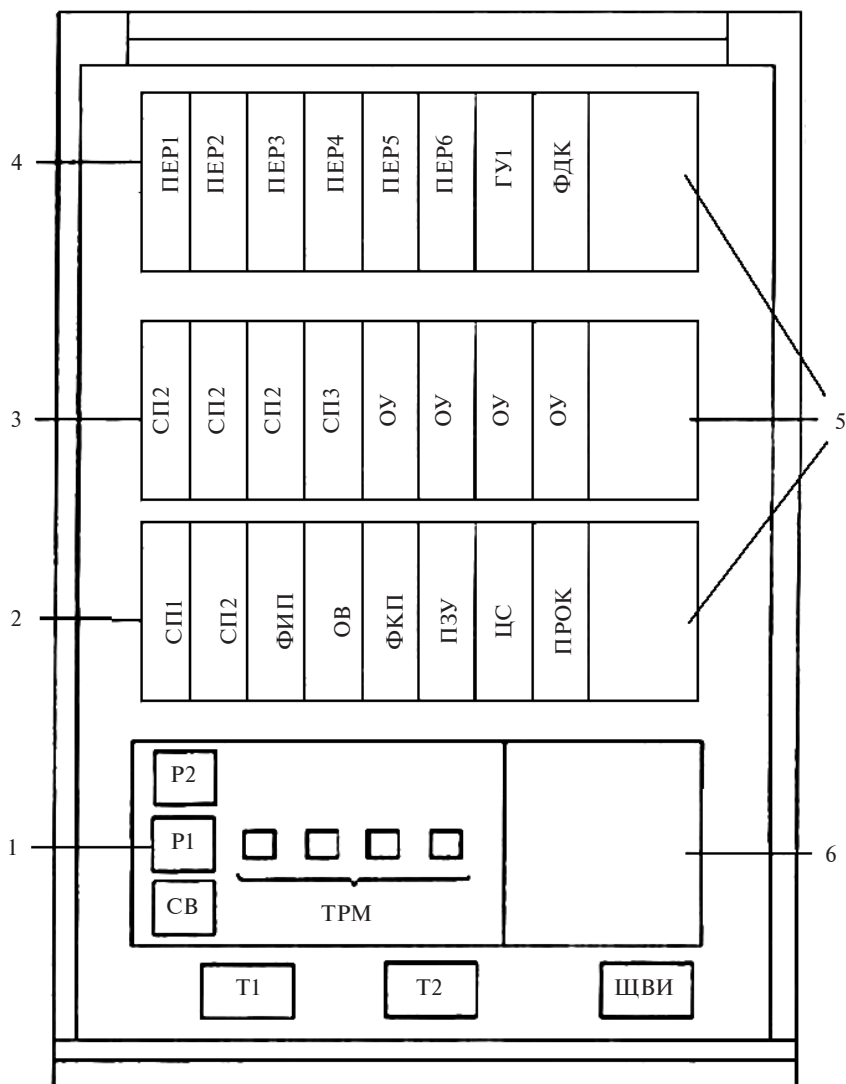 4 ПЕР1 ПЕР2 ПЕР3 ПЕР4 ПЕР5 ПЕР6 ГУ1 ФДК
3 СП2 СП2 СП2 СП3 ОУ ОУ ОУ ОУ 5
2 СП1 СП2 ФИП ОВ ФКП ПЗУ ЦС ПРОК
Р2
1 Р1 6
СВ ТРМ
Т1 Т2 ЩВИ